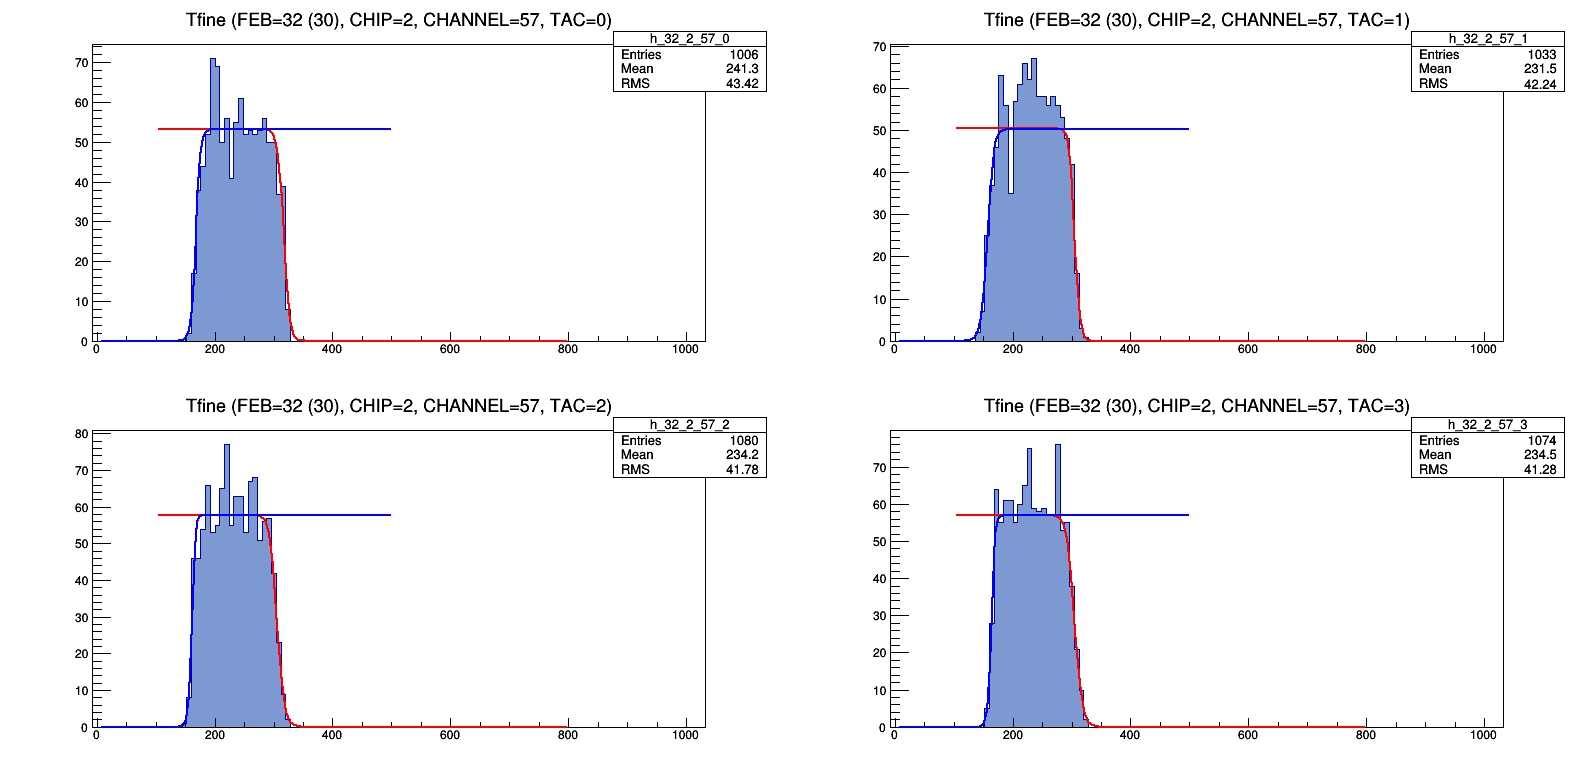 Tfine (FEB=32 (30), CHIP=2, CHANNEL=57, TAC=0)
h_32_2_57_0
Entries 1006
Mean 241.3
RMS 43.42
70
60
50
40
30
20
10
0
0 200 400 600 800 1000
Tfine (FEB=32 (30), CHIP=2, CHANNEL=57, TAC=1)
h_32_2_57_1
Entries 1033
Mean 231.5
RMS 42.24
70
60
50
40
30
20
10
0
0 200 400 600 800 1000
Tfine (FEB=32 (30), CHIP=2, CHANNEL=57, TAC=2)
h_32_2_57_2
Entries 1080
Mean 234.2
RMS 41.78
80
70
60
50
40
30
20
10
0
0 200 400 600 800 1000
Tfine (FEB=32 (30), CHIP=2, CHANNEL=57, TAC=3)
h_32_2_57_3
Entries 1074
Mean 234.5
RMS 41.28
70
60
50
40
30
20
10
0
0 200 400 600 800 1000